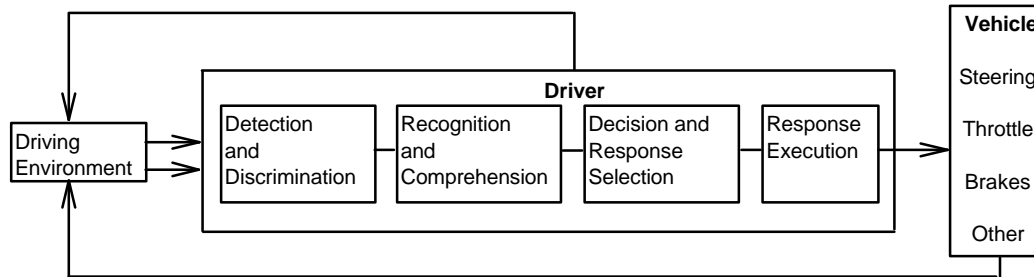 Driving
Environment
Driver
Detection
and
Discrimination
Recognition
and
Comprehension
Decision and
Response
Selection
Response
Execution
Vehicle
Steering
Throttle
Brakes
Other